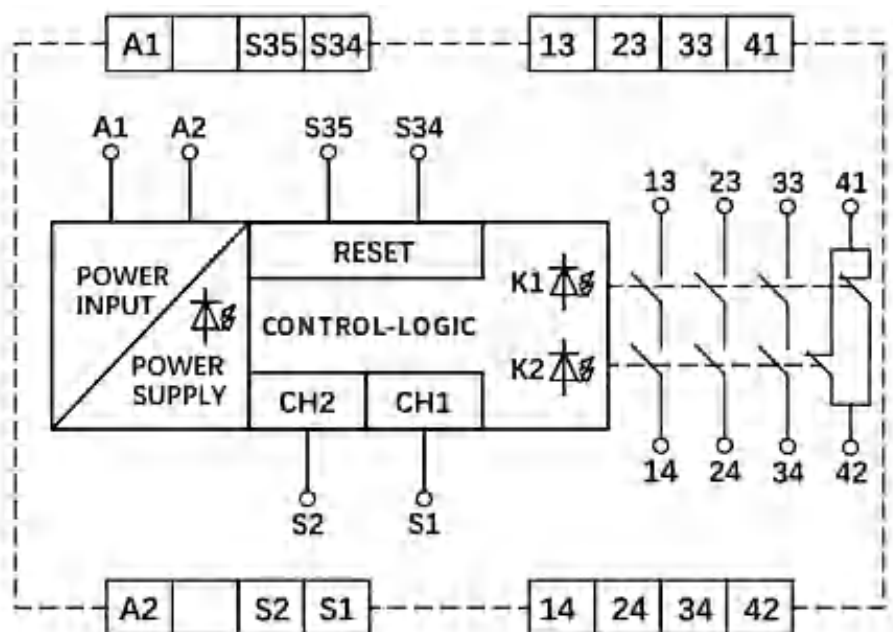 A1 S35 S34 13 23 33 41
A1 A2 S35 S34
13 23 33 41
POWER INPUT
RESET
K1
CONTROL-LOGIC
POWER SUPPLY
K2
CH2 CH1
14 24 34 42
S2 S1
A2 S2 S1 14 24 34 42